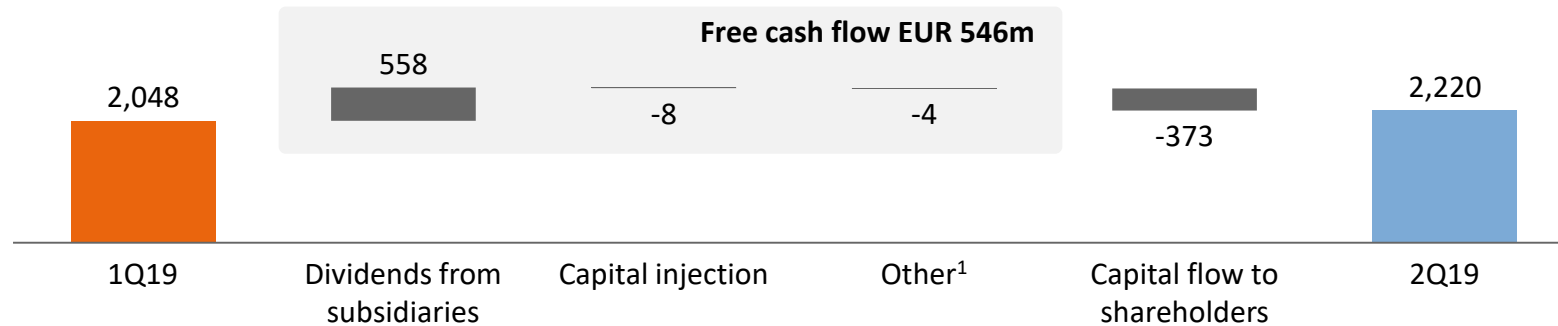 Free cash flow EUR 546m
2,048
558
-8
-4
-373
2,220
1Q19
Dividends from
subsidiaries
Capital injection
Other¹
Capital flow to
shareholders
2Q19